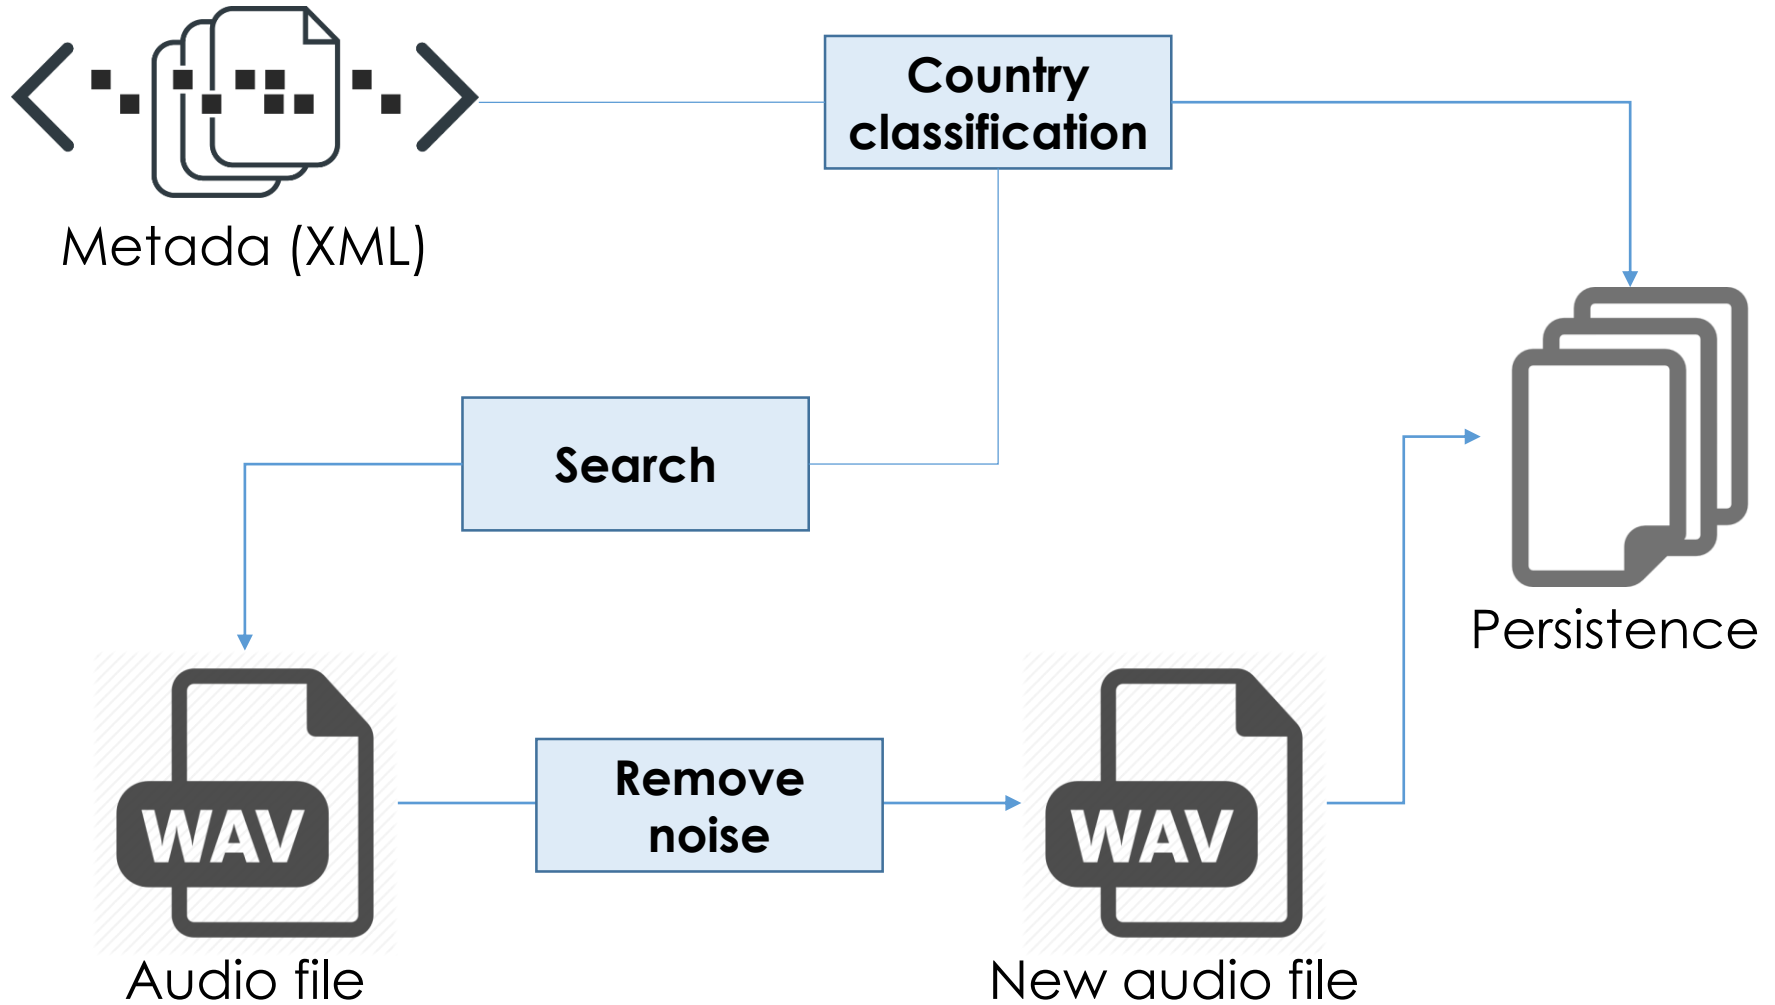 Country
classification
Metada (XML)
Search
Persistence
Remove
noise
WAV
WAV
Audio file
New audio file